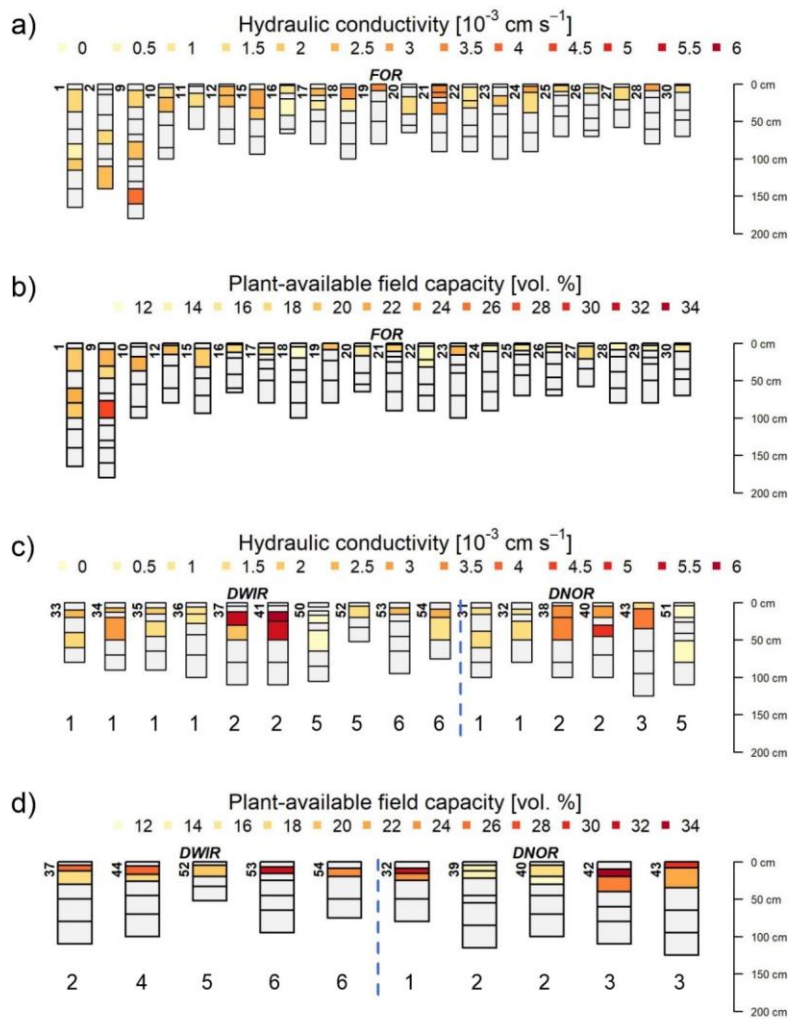 a)
Hydraulic conductivity [10⁻³ cm s⁻¹]
0 0.5 1 1.5 2 2.5 3 3.5 4 4.5 5 5.5 6
FOR
1 2 9 10 11 12 15 16 17 18 19 20 21 22 23 24 25 26 27 28 30
0 cm
50 cm
100 cm
150 cm
200 cm
b)
Plant-available field capacity [vol. %]
12 14 16 18 20 22 24 26 28 30 32 34
FOR
1 9 10 12 15 16 17 18 19 20 21 22 23 24 25 26 27 28 29 30
0 cm
50 cm
100 cm
150 cm
200 cm
c)
Hydraulic conductivity [10⁻³ cm s⁻¹]
0 0.5 1 1.5 2 2.5 3 3.5 4 4.5 5 5.5 6
DWIR DNOR
33 34 35 36 37 41 50 52 53 54 31 32 38 40 43 51
0 cm
50 cm
100 cm
150 cm
200 cm
1 1 1 1 2 2 5 5 6 6 1 1 2 2 3 5
d)
Plant-available field capacity [vol. %]
12 14 16 18 20 22 24 26 28 30 32 34
DWIR DNOR
37 44 52 53 54 32 39 40 42 43
0 cm
50 cm
100 cm
150 cm
200 cm
2 4 5 6 6 1 2 2 3 3